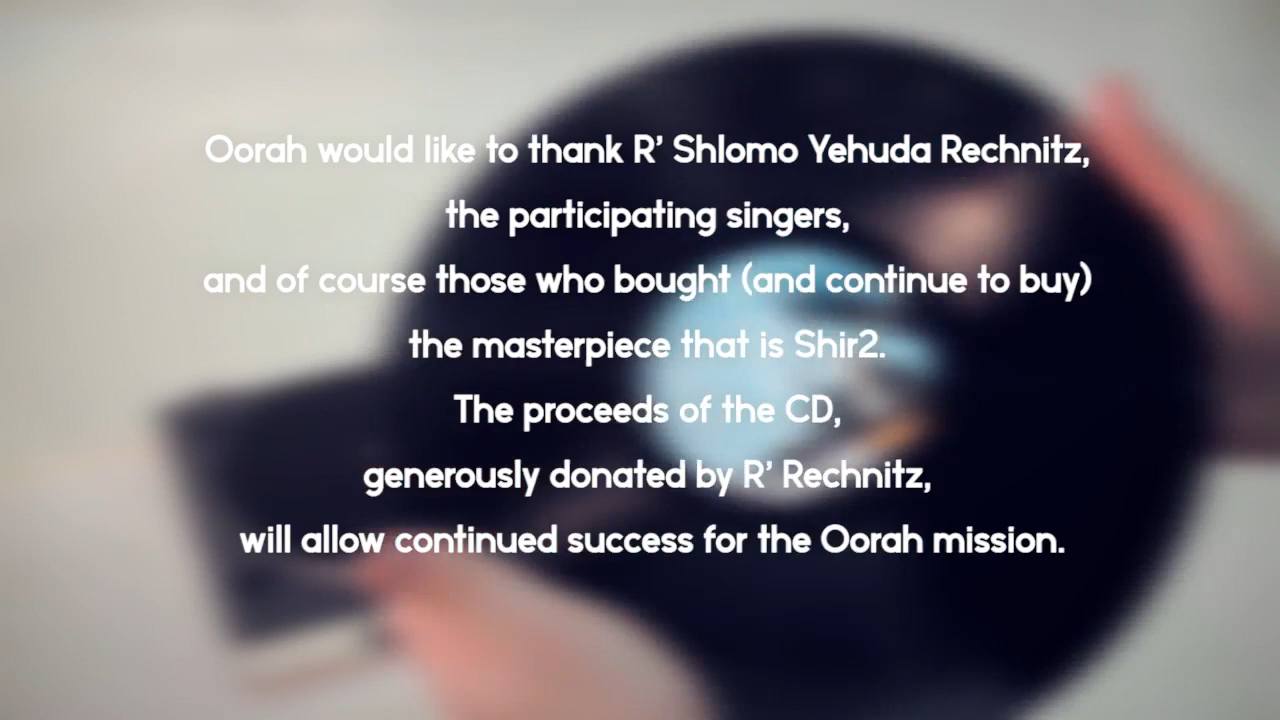 Oorah would like to thank R’ Shlomo Yehuda Rechnitz,
the participating singers,
and of course those who bought (and continue to buy)
the masterpiece that is Shir2.
The proceeds of the CD,
generously donated by R’ Rechnitz,
will allow continued success for the Oorah mission.